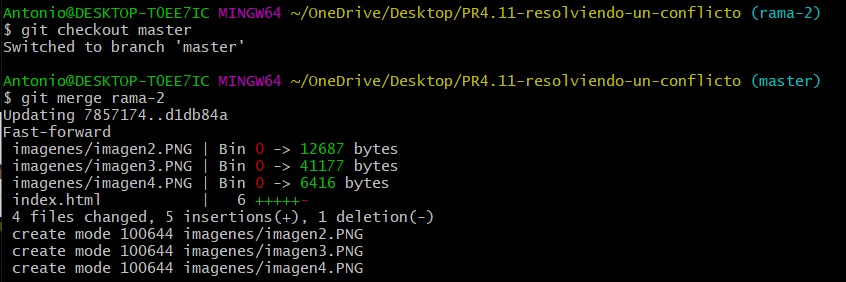 Antonio@DESKTOP-TOEE7IC MINGW64 ~/OneDrive/Desktop/PR4.11-resolviendo-un-conflicto (rama-2)
$ git checkout master
Switched to branch 'master'
Antonio@DESKTOP-TOEE7IC MINGW64 ~/OneDrive/Desktop/PR4.11-resolviendo-un-conflicto (master)
$ git merge rama-2
Updating 7857174..d1db84a
Fast-forward
 imagenes/imagen2.PNG | Bin 0 -> 12687 bytes
 imagenes/imagen3.PNG | Bin 0 -> 41177 bytes
 imagenes/imagen4.PNG | Bin 0 -> 6416 bytes
 index.html           |   6 +++++-
 4 files changed, 5 insertions(+), 1 deletion(-)
 create mode 100644 imagenes/imagen2.PNG
 create mode 100644 imagenes/imagen3.PNG
 create mode 100644 imagenes/imagen4.PNG